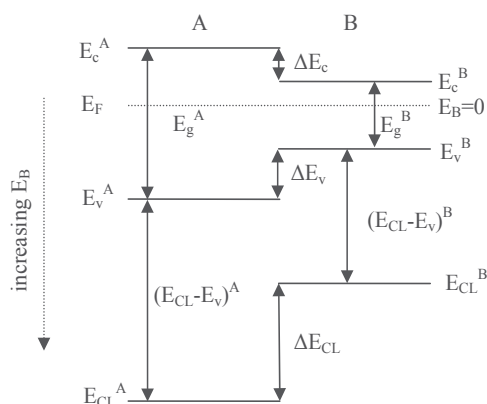 A B
E_c^A
ΔE_c
E_c^B
E_F
E_B=0
E_g^A
E_g^B
E_v^B
ΔE_v
E_v^A
(E_CL-E_v)^B
increasing E_B
(E_CL-E_v)^A
E_CL^B
ΔE_CL
E_CL^A